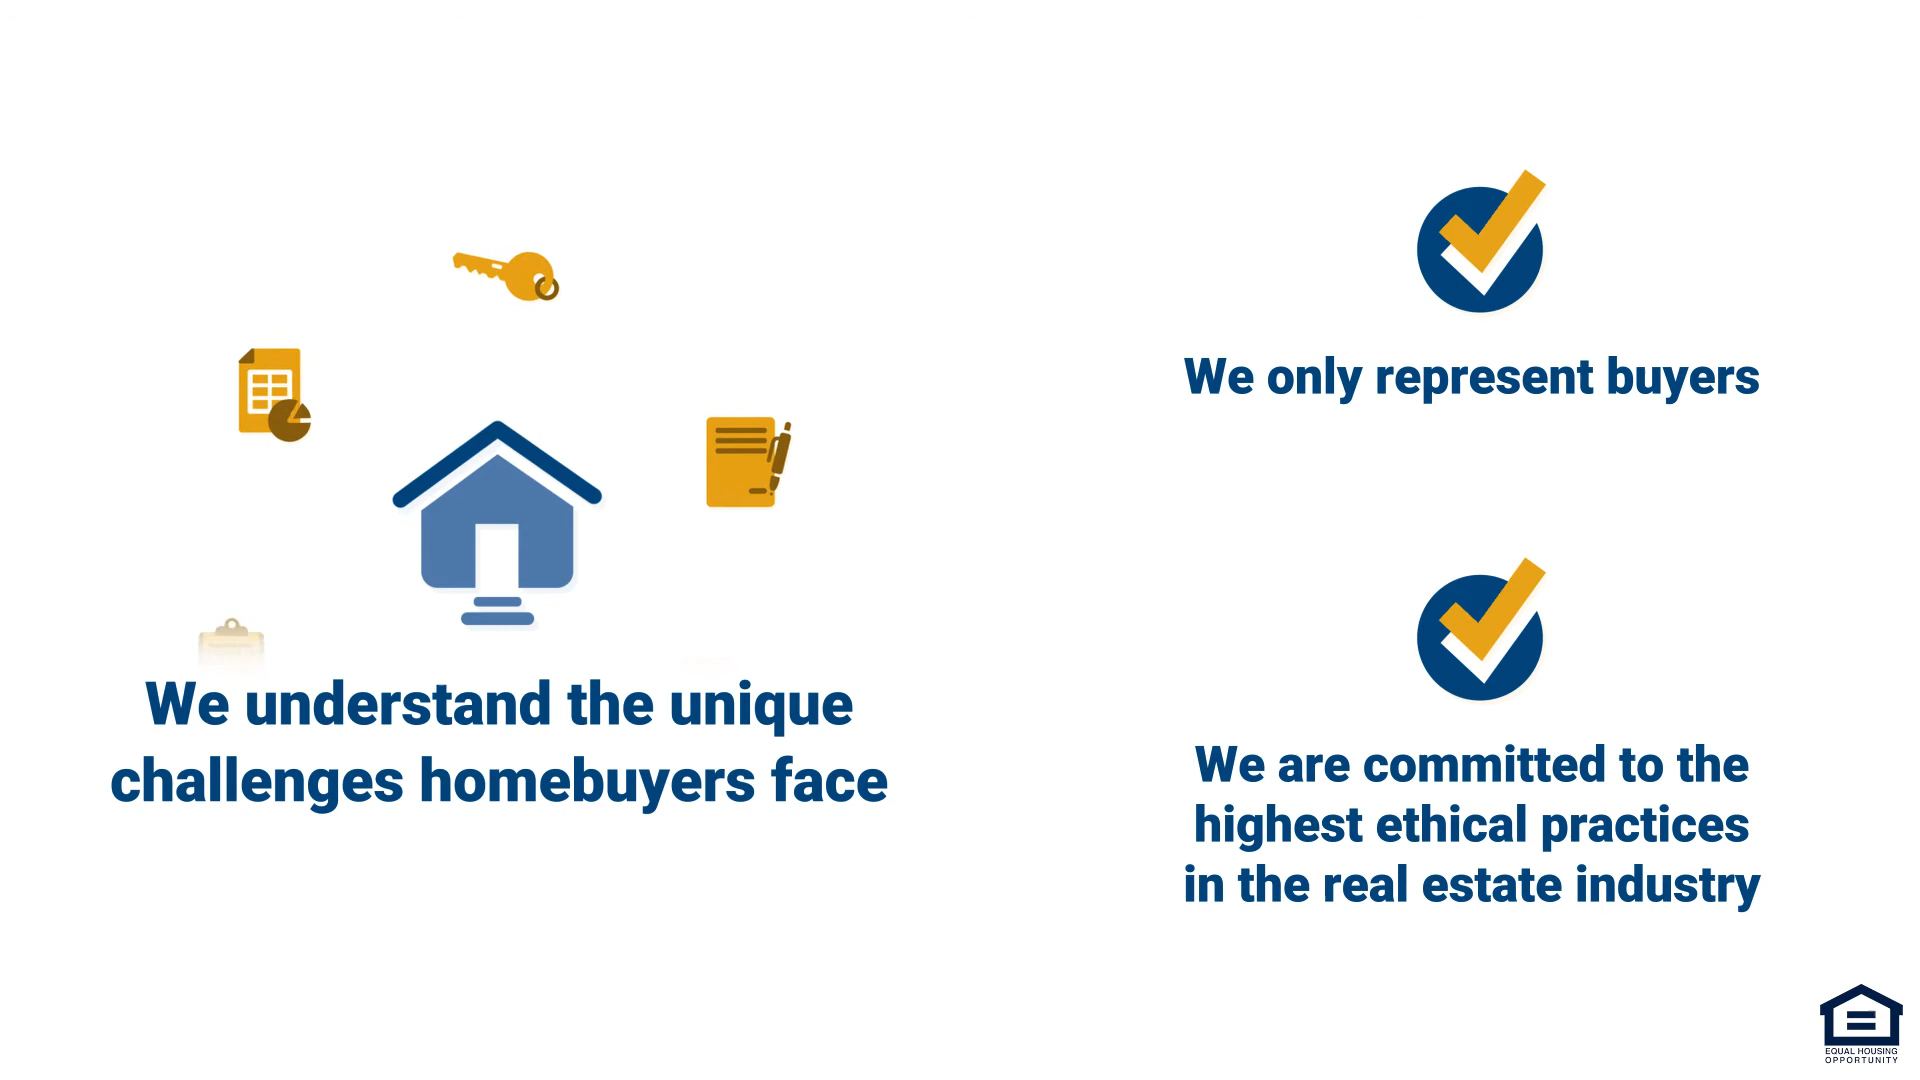 We understand the unique
challenges homebuyers face
We only represent buyers
We are committed to the
highest ethical practices
in the real estate industry
EQUAL HOUSING
OPPORTUNITY